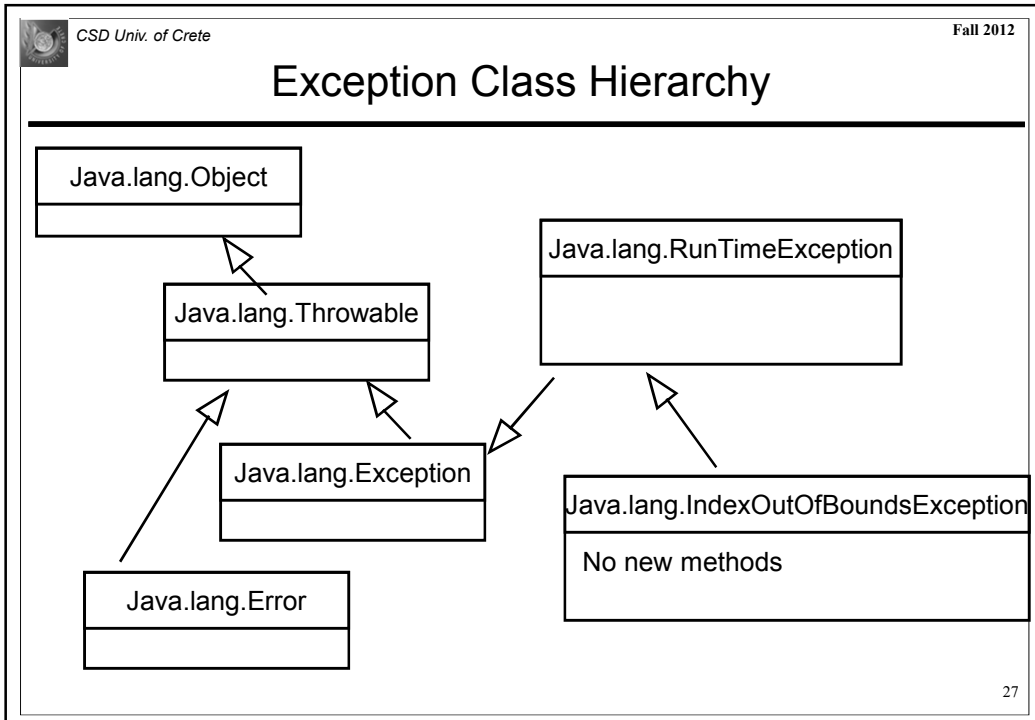 CSD Univ. of Crete
Fall 2012
Exception Class Hierarchy
Java.lang.Object
Java.lang.RunTimeException
Java.lang.Throwable
Java.lang.Exception
Java.lang.IndexOutOfBoundsException
No new methods
Java.lang.Error
27